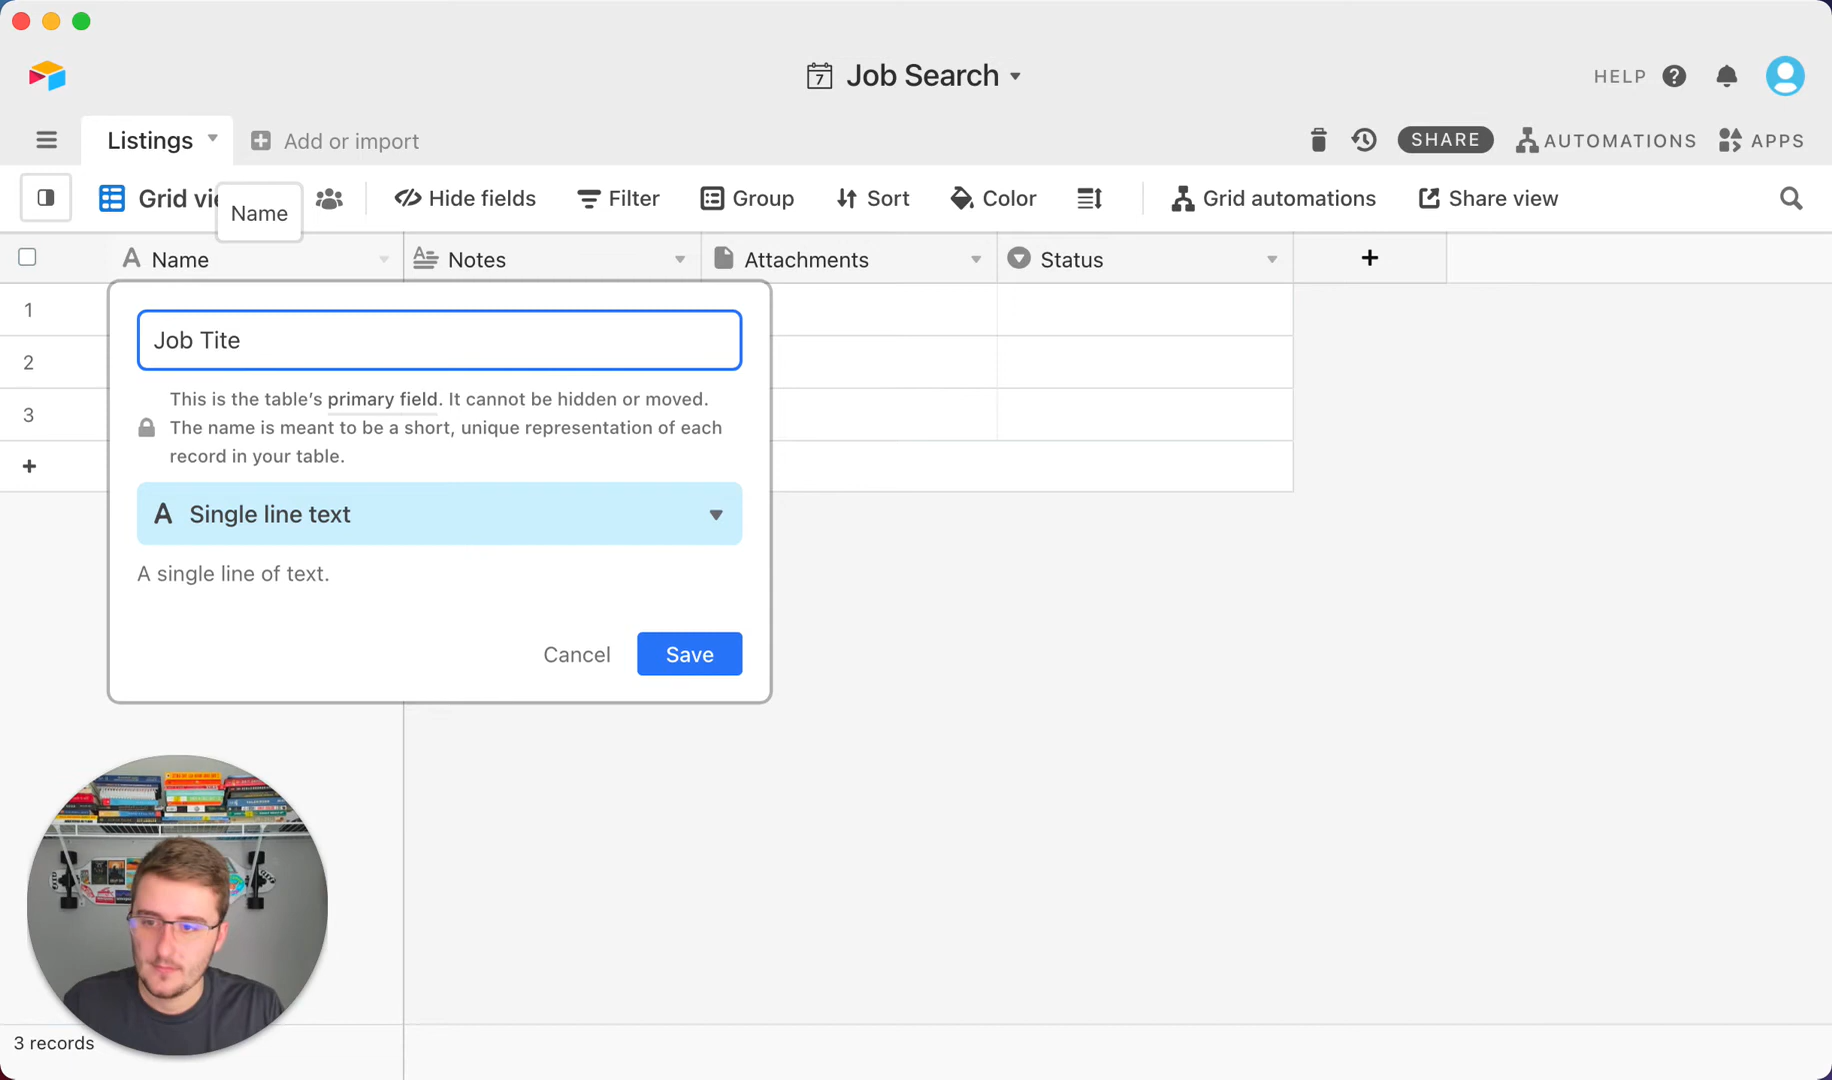 7 Job Search
HELP ?
Listings
Add or import
SHARE
AUTOMATIONS
APPS
Grid vi
Name
Hide fields
Filter
Group
Sort
Color
Grid automations
Share view
A Name
A Notes
Attachments
Status
+
1
Job Tite
2
3
This is the table's primary field. It cannot be hidden or moved.
The name is meant to be a short, unique representation of each
record in your table.
+
A Single line text
A single line of text.
Cancel
Save
3 records